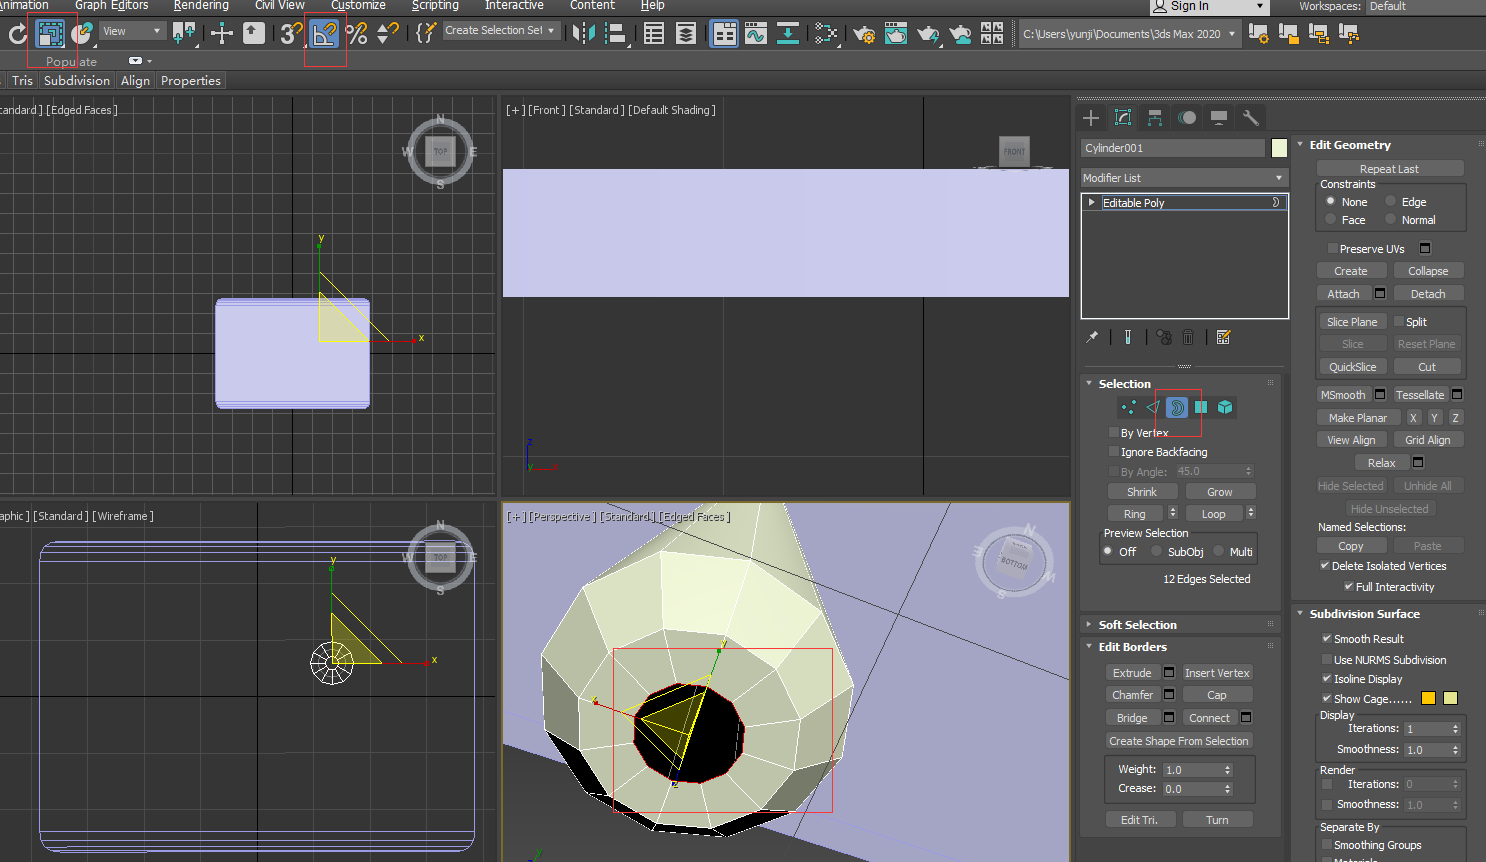 Animation Graph Editors Rendering Civil View Customize Scripting Interactive Content Help Sign In Workspaces: Default
View 3 Create Selection Set C:\Users\yunji\Documents\3ds Max 2020
Populate
Tris Subdivision Align Properties
tandard ] [Edged Faces ]
N
W TOP E
S
y
x
[ + ] [Front ] [Standard ] [Default Shading ]
FRONT
z
y x
aphic ] [Standard ] [Wireframe ]
N
W TOP E
S
y
x
[ + ] [Perspective ] [Standard ] [Edged Faces ]
N
E BOTTOM W
S
y
x
z
y
Cylinder001
Modifier List
Editable Poly
Selection
By Vertex
Ignore Backfacing
By Angle: 45.0
Shrink Grow
Ring Loop
Preview Selection
Off SubObj Multi
12 Edges Selected
Soft Selection
Edit Borders
Extrude Insert Vertex
Chamfer Cap
Bridge Connect
Create Shape From Selection
Weight: 1.0
Crease: 0.0
Edit Tri. Turn
Edit Geometry
Repeat Last
Constraints
None Edge
Face Normal
Preserve UVs
Create Collapse
Attach Detach
Slice Plane Split
Slice Reset Plane
QuickSlice Cut
MSmooth Tessellate
Make Planar X Y Z
View Align Grid Align
Relax
Hide Selected Unhide All
Hide Unselected
Named Selections:
Copy Paste
Delete Isolated Vertices
Full Interactivity
Subdivision Surface
Smooth Result
Use NURMS Subdivision
Isoline Display
Show Cage......
Display
Iterations: 1
Smoothness: 1.0
Render
Iterations: 0
Smoothness: 1.0
Separate By
Smoothing Groups
Materials